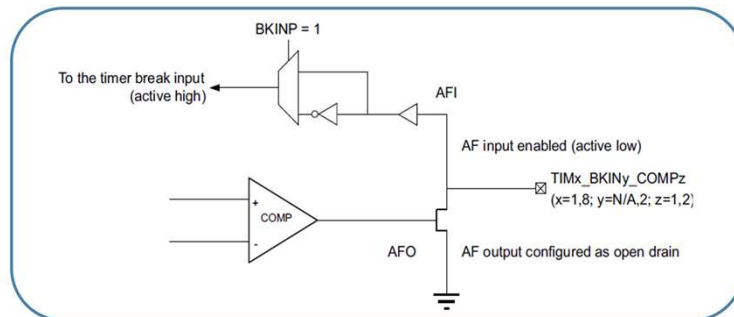 BKINP = 1
To the timer break input
(active high)
AFI
AF input enabled (active low)
TIMx_BKINy_COMPz
(x=1,8; y=N/A,2; z=1,2)
+
COMP
-
AFO
AF output configured as open drain